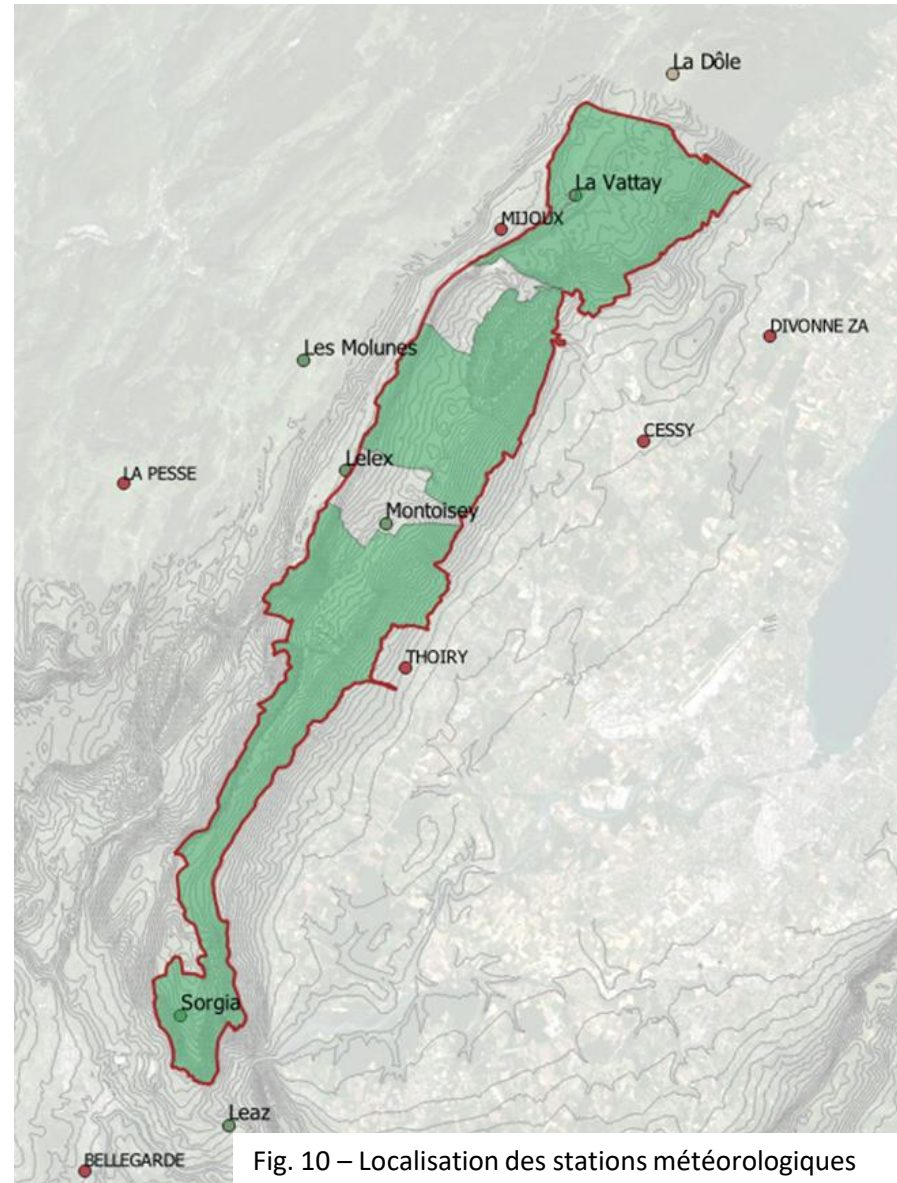 La Dôle
La Vattay
MIJOUX
DIVONNE ZA
Les Molunes
CESSY
Lelex
LA PESSE
Montoisey
THOIRY
Sorgia
Leaz
BELLEGARDE
Fig. 10 – Localisation des stations météorologiques